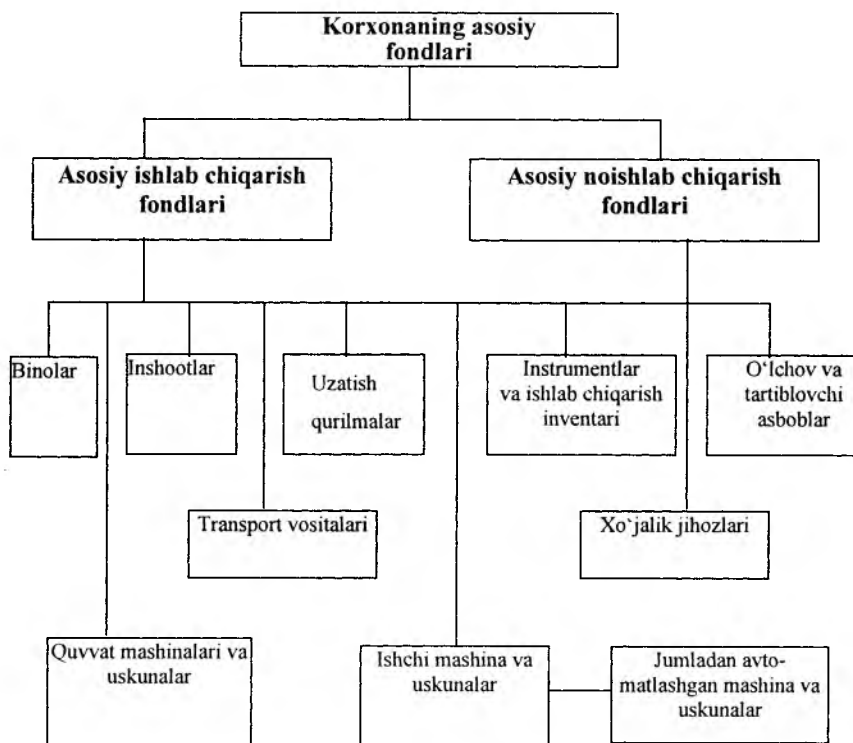 Korxonaning asosiy
fondlari
Asosiy ishlab chiqarish
fondlari
Asosiy noishlab chiqarish
fondlari
Binolar
Inshootlar
Uzatish
qurilmalar
Instrumentlar
va ishlab chiqarish
inventari
O‘lchov va
tartiblovchi
asboblar
Transport vositalari
Xo‘jalik jihozlari
Quvvat mashinalari va
uskunalar
Ishchi mashina va
uskunalar
Jumladan avto-
matlashgan mashina va
uskunalar